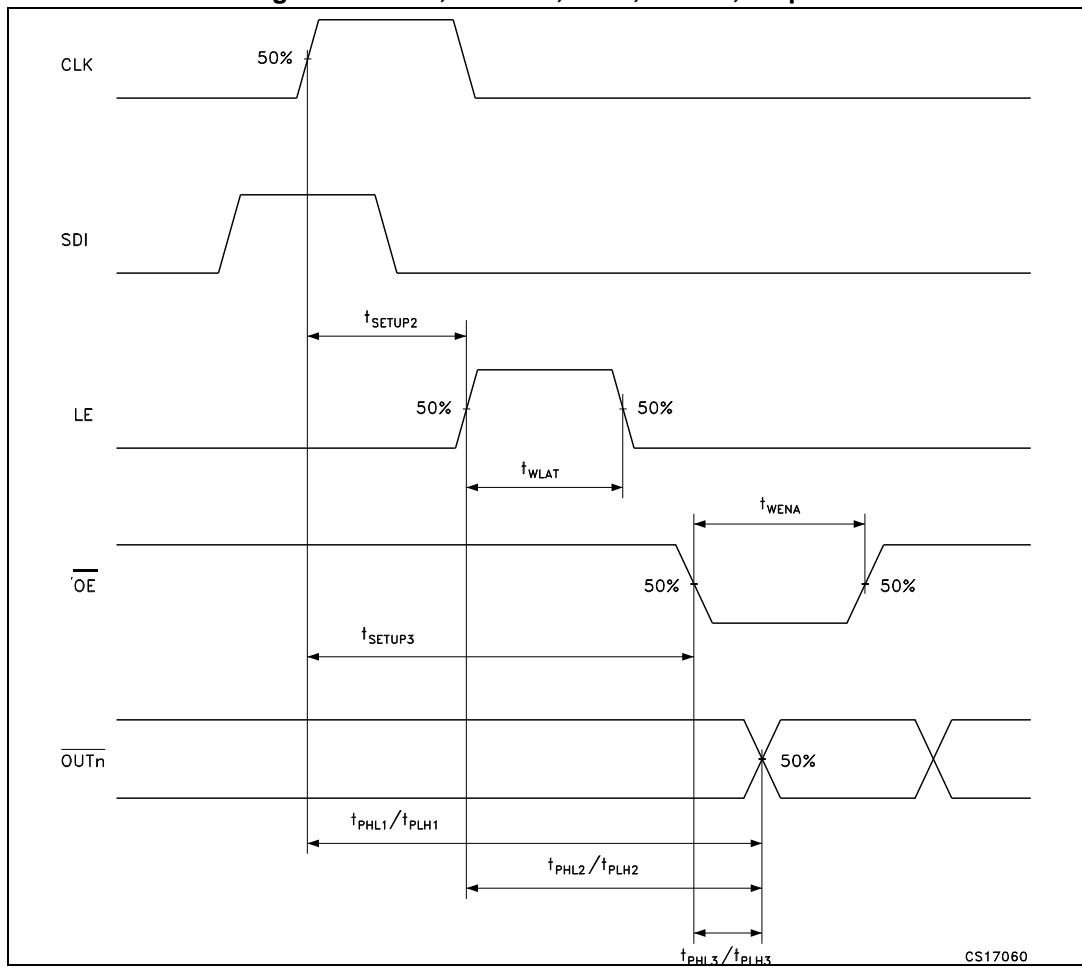 CLK
50%
SDI
tSETUP2
LE
50%
50%
tWLAT
tWENA
OE
50%
50%
tSETUP3
OUTn
50%
tPHL1/tPLH1
tPHL2/tPLH2
tPHL3/tPLH3
CS17060